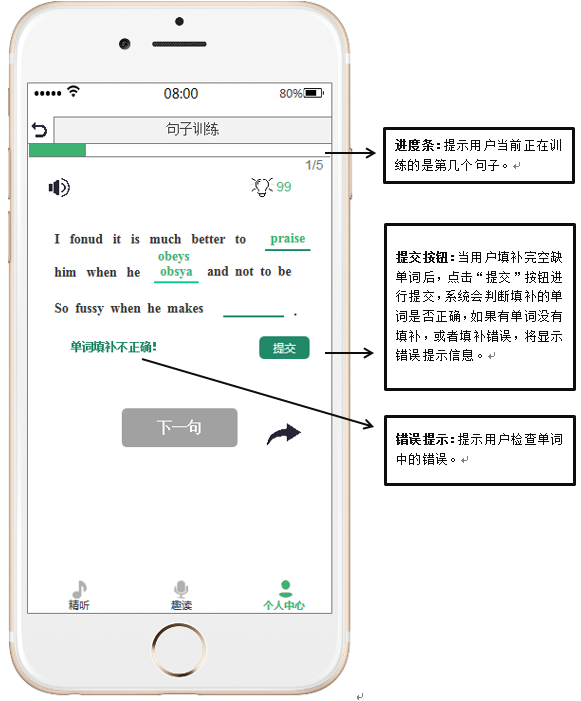 08:00
80%
句子训练
1/5
99
I fonud it is much better to praise
obeys
him when he obsya and not to be
So fussy when he makes ________ .
单词填补不正确!
提交
下一句
精听
趣读
个人中心
进度条:提示用户当前正在训
练的是第几个句子。
提交按钮:当用户填补完空缺
单词后,点击“提交”按钮进
行提交,系统会判断填补的单
词是否正确,如果有单词没有
填补,或者填补错误,将显示
错误提示信息。
错误提示:提示用户检查单词
中的错误。